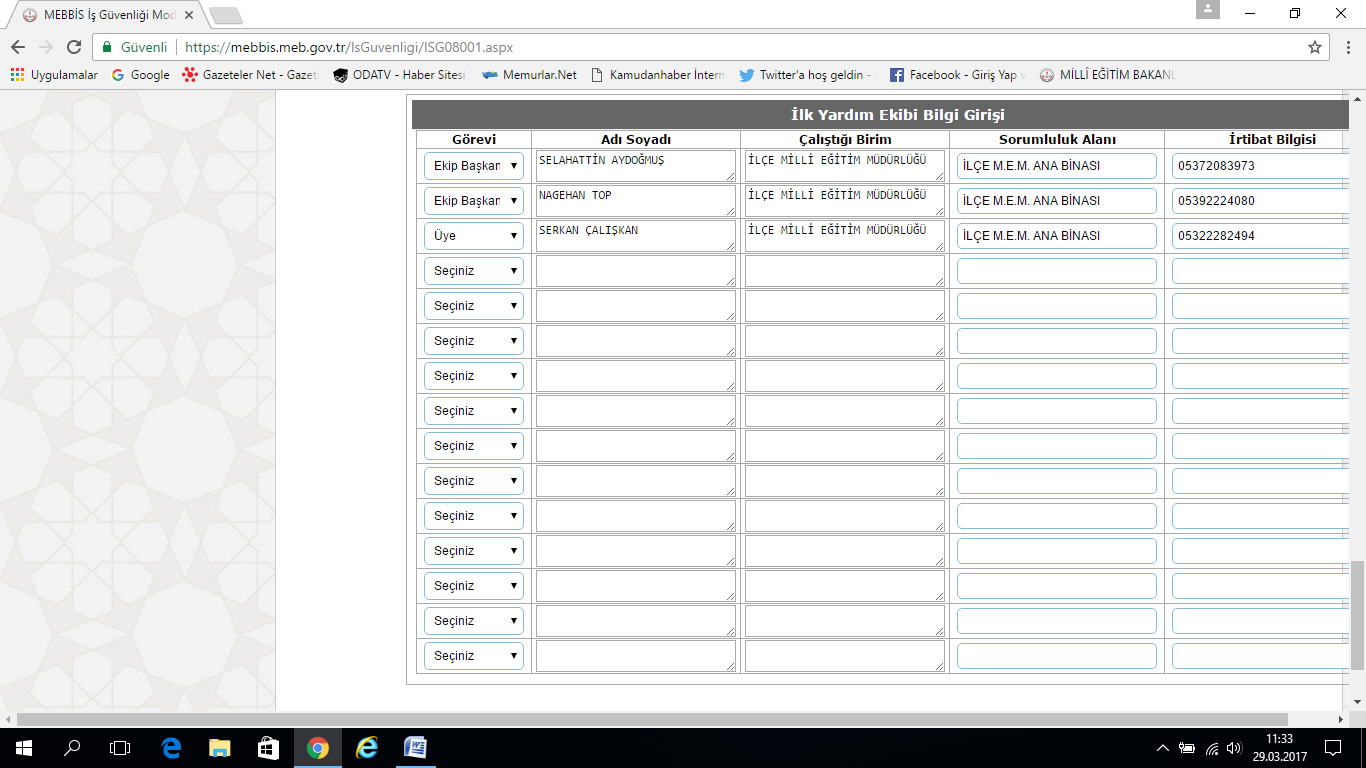 MEBBİS İş Güvenliği Mod
Güvenli https://mebbis.meb.gov.tr/IsGuvenligi/ISG08001.aspx
Uygulamalar Google Gazeteler Net - Gazet ODATV - Haber Sitesi Memurlar.Net Kamudanhaber İntern Twitter'a hoş geldin - Facebook - Giriş Yap v MİLLÎ EĞİTİM BAKANL
İlk Yardım Ekibi Bilgi Girişi
Görevi Adı Soyadı Çalıştığı Birim Sorumluluk Alanı İrtibat Bilgisi
Ekip Başkan SELAHATTİN AYDOĞMUŞ İLÇE MİLLİ EĞİTİM MÜDÜRLÜĞÜ İLÇE M.E.M. ANA BİNASI 05372083973
Ekip Başkan NAGEHAN TOP İLÇE MİLLİ EĞİTİM MÜDÜRLÜĞÜ İLÇE M.E.M. ANA BİNASI 05392224080
Üye SERKAN ÇALIŞKAN İLÇE MİLLİ EĞİTİM MÜDÜRLÜĞÜ İLÇE M.E.M. ANA BİNASI 05322282494
Seçiniz
Seçiniz
Seçiniz
Seçiniz
Seçiniz
Seçiniz
Seçiniz
Seçiniz
Seçiniz
Seçiniz
Seçiniz
Seçiniz
11:33
29.03.2017